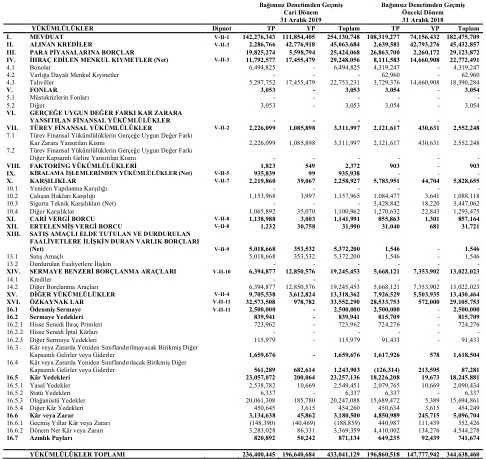 Bağımsız Denetimden Geçmiş Bağımsız Denetimden Geçmiş
Cari Dönem Önceki Dönem
31 Aralık 2019 31 Aralık 2018
YÜKÜMLÜLÜKLER Dipnot TP YP Toplam TP YP Toplam
I. MEVDUAT V-II-1 142,276,343 111,854,405 254,130,748 108,319,277 74,156,432 182,475,709
II. ALINAN KREDİLER V-II-3 2,286,766 42,776,918 45,063,684 2,639,581 42,793,276 45,432,857
III. PARA PİYASALARINA BORÇLAR 19,825,274 5,598,794 25,424,068 26,863,700 2,260,172 29,123,872
IV. İHRAÇ EDİLEN MENKUL KIYMETLER (Net) V-II-3 11,792,577 17,455,479 29,248,056 8,111,583 14,660,908 22,772,491
4.1 Bonolar 6,494,825 - 6,494,825 4,319,247 - 4,319,247
4.2 Varlığa Dayalı Menkul Kıymetler - - - 62,960 - 62,960
4.3 Tahviller 5,297,752 17,455,479 22,753,231 3,729,376 14,660,908 18,390,284
V. FONLAR 3,053 - 3,053 3,054 - 3,054
5.1 Müstakrizlerin Fonları - - - - - -
5.2 Diğer 3,053 - 3,053 3,054 - 3,054
VI. GERÇEĞE UYGUN DEĞER FARKI KAR ZARARA
YANSITILAN FİNANSAL YÜKÜMLÜLÜKLER - - - - - -
VII. TÜREV FİNANSAL YÜKÜMLÜLÜKLER V-II-2 2,226,099 1,085,898 3,311,997 2,121,617 430,631 2,552,248
7.1 Türev Finansal Yükümlülüklerin Gerçeğe Uygun Değer Farkı
Kar Zarara Yansıtılan Kısmı 2,226,099 1,085,898 3,311,997 2,121,617 430,631 2,552,248
7.2 Türev Finansal Yükümlülüklerin Gerçeğe Uygun Değer Farkı
Diğer Kapsamlı Gelire Yansıtılan Kısmı - - - - - -
VIII. FAKTORİNG YÜKÜMLÜLÜKLERİ 1,823 549 2,372 903 - 903
IX. KİRALAMA İŞLEMLERİNDEN YÜKÜMLÜLÜKLER (Net) V-II-5 935,839 99 935,938 - - -
X. KARŞILIKLAR V-II-7 2,219,860 39,067 2,258,927 5,783,951 44,704 5,828,655
10.1 Yeniden Yapılanma Karşılığı - - - - - -
10.2 Çalışan Hakları Karşılığı 1,153,968 3,997 1,157,965 1,084,477 3,641 1,088,118
10.3 Sigorta Teknik Karşılıkları (Net) - - - 3,428,842 18,220 3,447,062
10.4 Diğer Karşılıklar 1,065,892 35,070 1,100,962 1,270,632 22,843 1,293,475
XI. CARİ VERGİ BORCU V-II-8 1,138,988 3,003 1,141,991 855,863 1,301 857,164
XII. ERTELENMİŞ VERGİ BORCU V-II-8 1,232 30,758 31,990 31,040 681 31,721
XIII. SATIŞ AMAÇLI ELDE TUTULAN VE DURDURULAN
FAALİYETLERE İLİŞKİN DURAN VARLIK BORÇLARI
(Net) V-II-9 5,018,668 353,532 5,372,200 1,546 - 1,546
13.1 Satış Amaçlı 5,018,668 353,532 5,372,200 1,546 - 1,546
13.2 Durdurulan Faaliyetlere İlişkin - - - - - -
XIV. SERMAYE BENZERİ BORÇLANMA ARAÇLARI V-II-10 6,394,877 12,850,576 19,245,453 5,668,121 7,353,902 13,022,023
14.1 Krediler - - - - - -
14.2 Diğer Borçlanma Araçları 6,394,877 12,850,576 19,245,453 5,668,121 7,353,902 13,022,023
XV. DİĞER YÜKÜMLÜLÜKLER V-II-4 9,705,538 3,612,824 13,318,362 7,926,529 5,503,935 13,430,464
XVI. ÖZKAYNAKLAR V-II-11 32,573,508 978,782 33,552,290 28,533,753 572,000 29,105,753
16.1 Ödenmiş Sermaye V-II-11 2,500,000 - 2,500,000 2,500,000 - 2,500,000
16.2 Sermaye Yedekleri 839,941 - 839,941 815,709 - 815,709
16.2.1 Hisse Senedi İhraç Primleri 723,962 - 723,962 724,276 - 724,276
16.2.2 Hisse Senedi İptal Kârları - - - - - -
16.2.3 Diğer Sermaye Yedekleri 115,979 - 115,979 91,433 - 91,433
16.3 Kâr veya Zararda Yeniden Sınıflandırılmayacak Birikmiş Diğer
Kapsamlı Gelirler veya Giderler 1,659,676 - 1,659,676 1,617,926 578 1,618,504
16.4 Kâr veya Zararda Yeniden Sınıflandırılacak Birikmiş Diğer
Kapsamlı Gelirler veya Giderler 561,289 682,614 1,243,903 (126,314) 213,595 87,281
16.5 Kâr Yedekleri 23,057,072 200,064 23,257,136 18,226,208 19,673 18,245,881
16.5.1 Yasal Yedekler 2,538,782 10,669 2,549,451 2,079,765 10,669 2,090,434
16.5.2 Statü Yedekleri 6,337 - 6,337 - - -
16.5.3 Olağanüstü Yedekler 20,061,308 185,780 20,247,088 15,689,472 5,389 15,694,861
16.5.4 Diğer Kâr Yedekleri 450,645 3,615 454,260 450,634 3,615 454,249
16.6 Kâr veya Zarar 3,134,638 45,862 3,180,500 4,850,989 245,715 5,096,704
16.6.1 Geçmiş Yıllar Kâr veya Zararı (148,390) (40,469) (188,859) 440,987 111,439 552,426
16.6.2 Dönem Net Kâr veya Zararı 3,283,028 86,331 3,369,359 4,410,002 134,276 4,544,278
16.7 Azınlık Payları 820,892 50,242 871,134 649,235 92,439 741,674
YÜKÜMLÜLÜKLER TOPLAMI 236,400,445 196,640,684 433,041,129 196,860,518 147,777,942 344,638,460